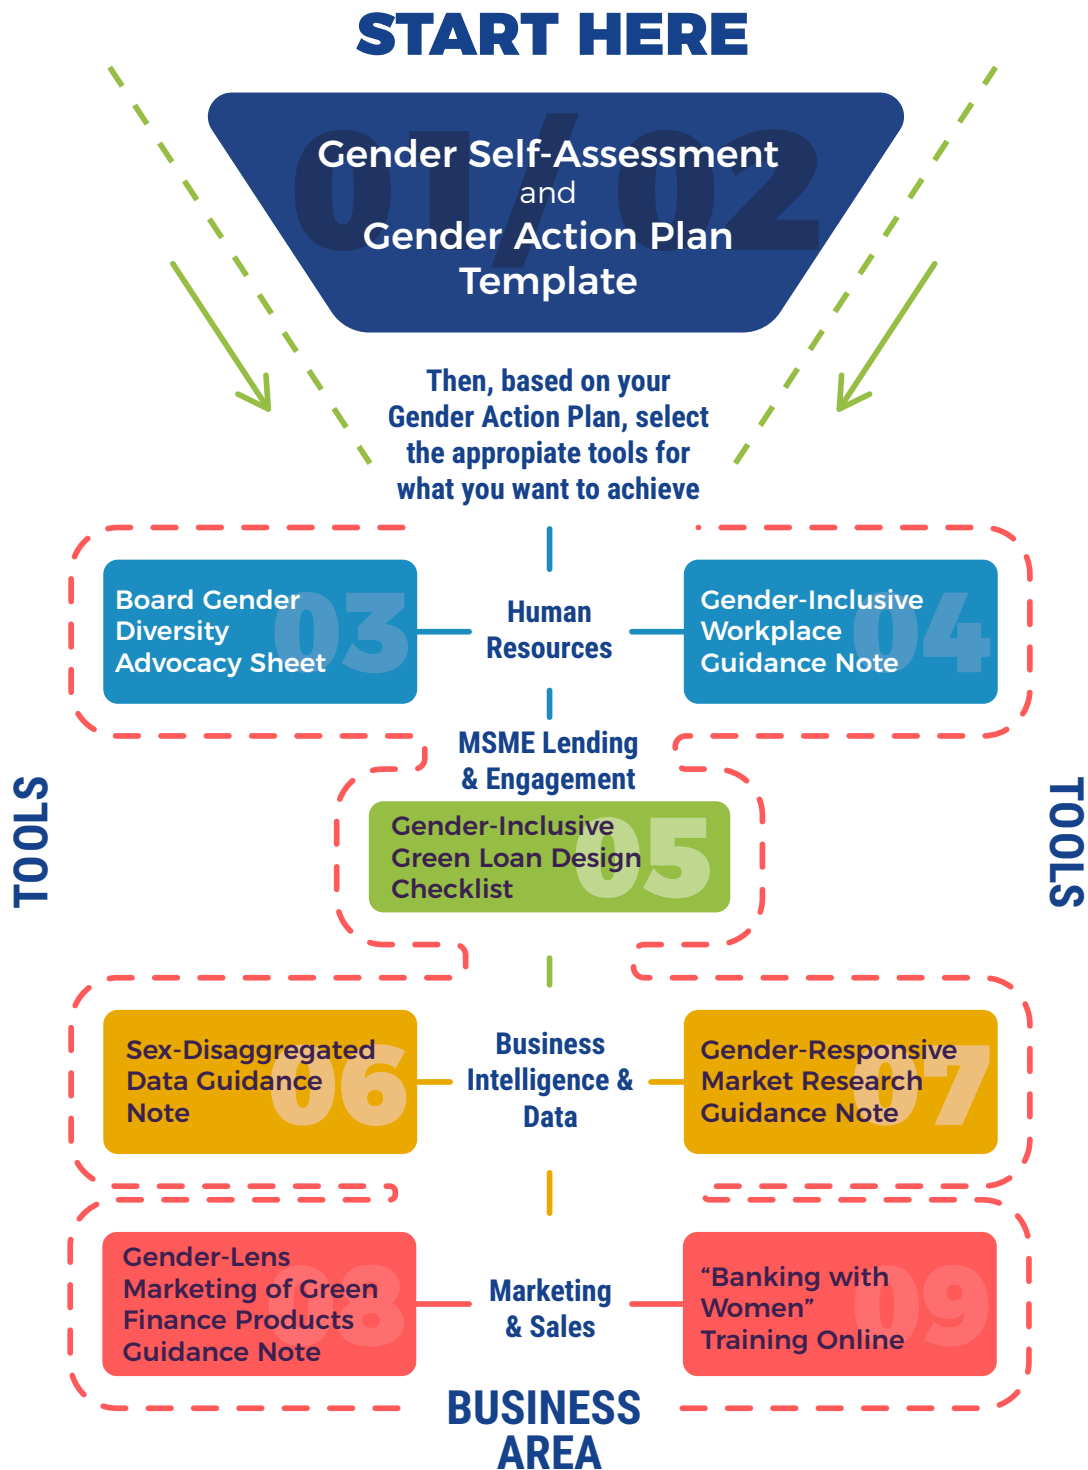 START HERE
01/02
Gender Self-Assessment
and
Gender Action Plan
Template
Then, based on your
Gender Action Plan, select
the appropiate tools for
what you want to achieve
TOOLS
TOOLS
03
Board Gender
Diversity
Advocacy Sheet
Human
Resources
04
Gender-Inclusive
Workplace
Guidance Note
MSME Lending
& Engagement
05
Gender-Inclusive
Green Loan Design
Checklist
06
Sex-Disaggregated
Data Guidance
Note
Business
Intelligence &
Data
07
Gender-Responsive
Market Research
Guidance Note
08
Gender-Lens
Marketing of Green
Finance Products
Guidance Note
Marketing
& Sales
09
“Banking with
Women”
Training Online
BUSINESS
AREA